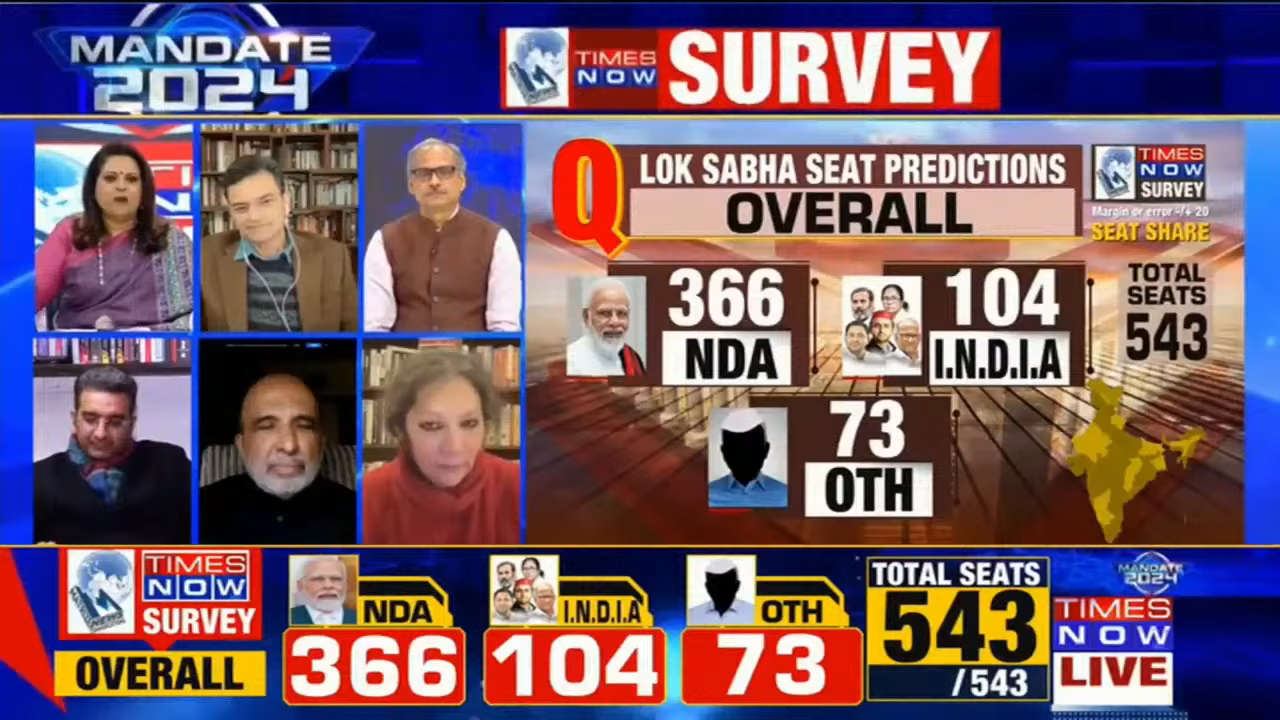 MANDATE
2024
TIMES
NOW
SURVEY
Q
LOK SABHA SEAT PREDICTIONS
OVERALL
TIMES
NOW
SURVEY
Margin or error -/+ 20
SEAT SHARE
366
NDA
104
I.N.D.I.A
TOTAL
SEATS
543
73
OTH
TIMES
NOW
SURVEY
OVERALL
NDA
366
I.N.D.I.A
104
OTH
73
TOTAL SEATS
543
/543
MANDATE
2024
TIMES
NOW
LIVE